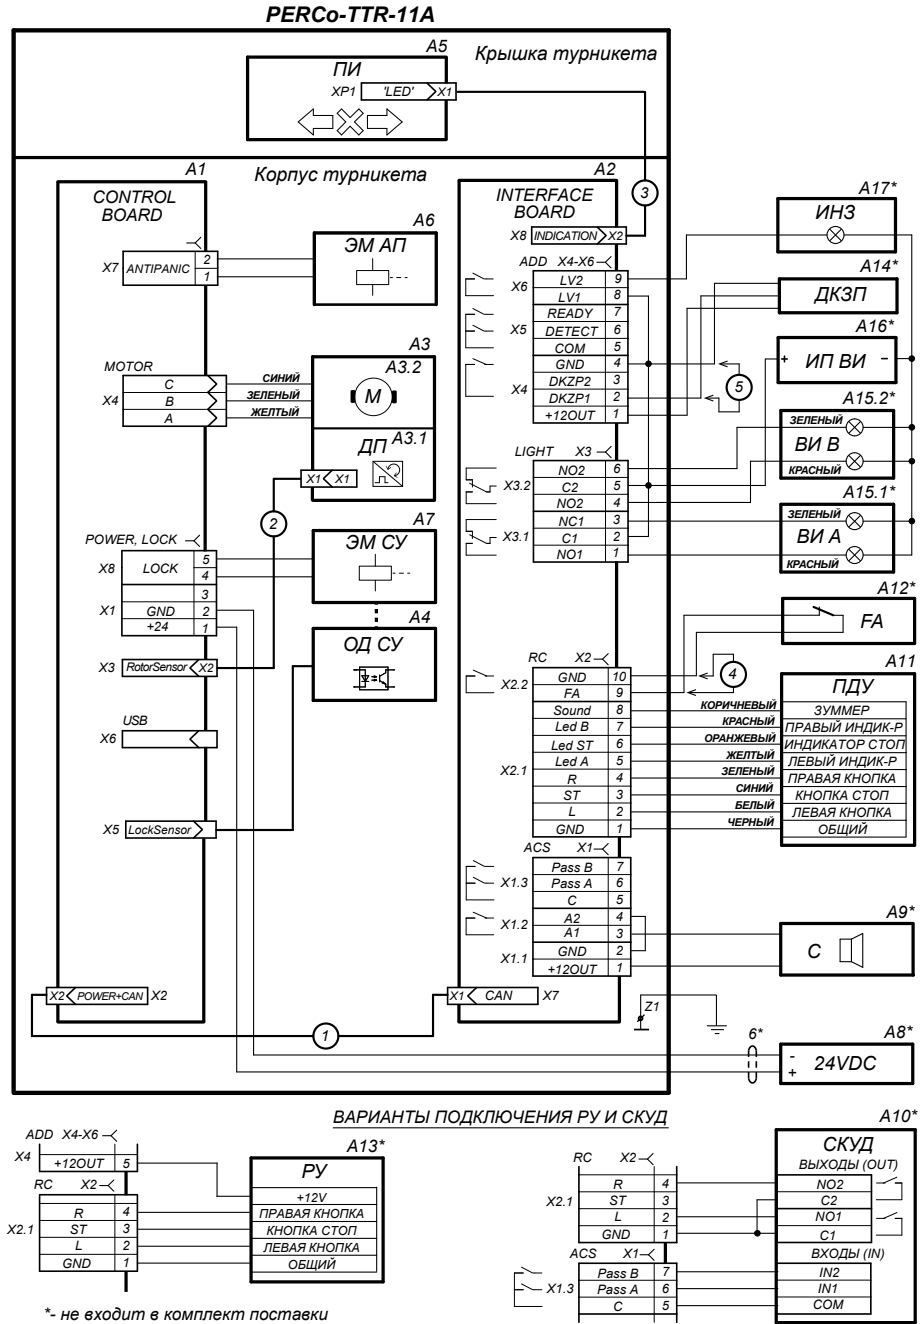 PERCo-TTR-11A
Крышка турникета
A5
ПИ
XP1 'LED' X1
3
A1
CONTROL BOARD
Корпус турникета
A2
INTERFACE BOARD
X8 INDICATION X2
A6
ЭМ АП
X7 ANTIPANIC 2
1
MOTOR
X4
C СИНИЙ
B ЗЕЛЕНЫЙ
A ЖЕЛТЫЙ
A3
A3.2
M
ДП A3.1
X1 X1
2
POWER, LOCK
X8 LOCK 5
4
3
X1 GND 2
+24 1
A7
ЭМ СУ
A4
ОД СУ
X3 RotorSensor X2
USB
X6
X5 LockSensor
X2 POWER+CAN X2
1
X1 CAN X7
ADD X4-X6
X6 LV2 9
LV1 8
READY 7
X5 DETECT 6
COM 5
GND 4
X4 DKZP2 3
DKZP1 2
+12OUT 1
5
LIGHT X3
NO2 6
X3.2 C2 5
NO2 4
NC1 3
X3.1 C1 2
NO1 1
A17*
ИНЗ
A14*
ДКЗП
A16*
+ ИП ВИ -
A15.2*
ЗЕЛЕНЫЙ
ВИ В
КРАСНЫЙ
A15.1*
ЗЕЛЕНЫЙ
ВИ А
КРАСНЫЙ
A12*
FA
RC X2
X2.2 GND 10
FA 9
4
X2.1
Sound 8 КОРИЧНЕВЫЙ
Led B 7 КРАСНЫЙ
Led ST 6 ОРАНЖЕВЫЙ
Led A 5 ЖЕЛТЫЙ
R 4 ЗЕЛЕНЫЙ
ST 3 СИНИЙ
L 2 БЕЛЫЙ
GND 1 ЧЕРНЫЙ
A11
ПДУ
ЗУММЕР
ПРАВЫЙ ИНДИК-Р
ИНДИКАТОР СТОП
ЛЕВЫЙ ИНДИК-Р
ПРАВАЯ КНОПКА
КНОПКА СТОП
ЛЕВАЯ КНОПКА
ОБЩИЙ
ACS X1
Pass B 7
X1.3 Pass A 6
C 5
X1.2 A2 4
A1 3
X1.1 GND 2
+12OUT 1
A9*
C
Z1
6*
A8*
- 24VDC
+
ВАРИАНТЫ ПОДКЛЮЧЕНИЯ РУ И СКУД
ADD X4-X6
X4 +12OUT 5
RC X2
X2.1
R 4
ST 3
L 2
GND 1
A13*
РУ
+12V
ПРАВАЯ КНОПКА
КНОПКА СТОП
ЛЕВАЯ КНОПКА
ОБЩИЙ
RC X2
X2.1
R 4
ST 3
L 2
GND 1
ACS X1
X1.3
Pass B 7
Pass A 6
C 5
A10*
СКУД
ВЫХОДЫ (OUT)
NO2
C2
NO1
C1
ВХОДЫ (IN)
IN2
IN1
COM
*- не входит в комплект поставки